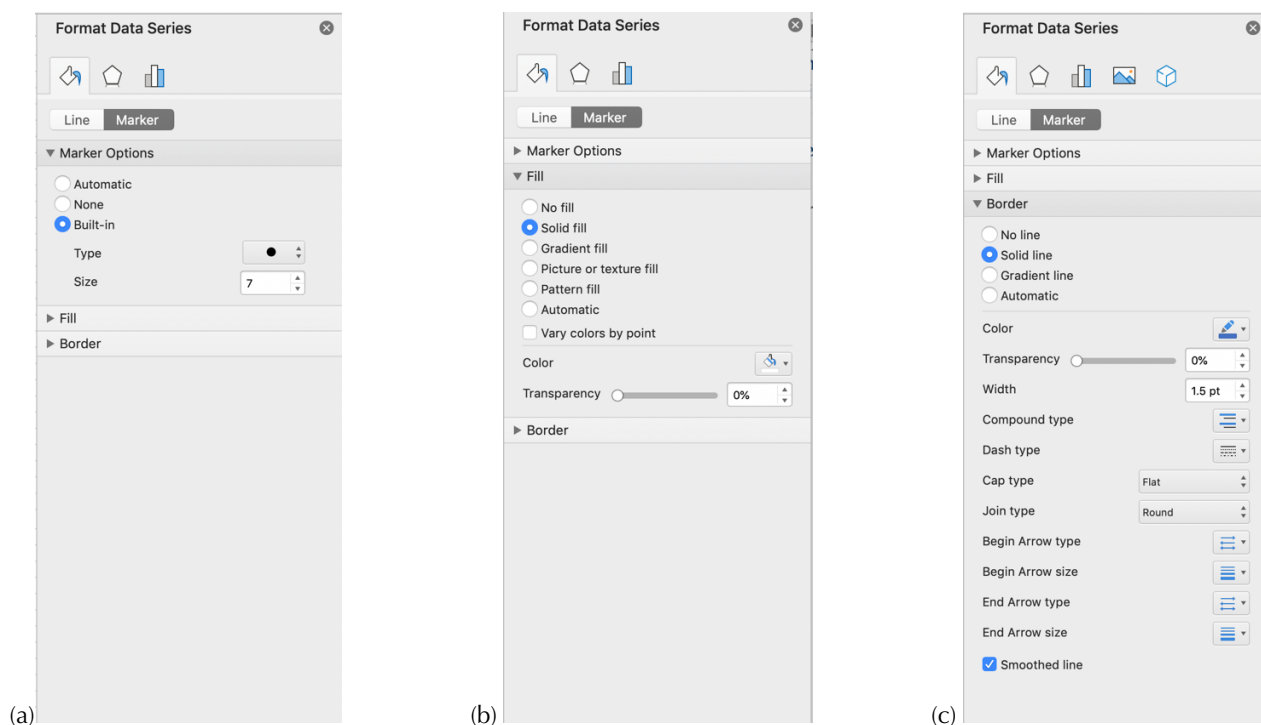 Format Data Series
Line Marker
Marker Options
Automatic
None
Built-in
Type
Size 7
Fill
Border
(a)
Format Data Series
Line Marker
Marker Options
Fill
No fill
Solid fill
Gradient fill
Picture or texture fill
Pattern fill
Automatic
Vary colors by point
Color
Transparency 0%
Border
(b)
Format Data Series
Line Marker
Marker Options
Fill
Border
No line
Solid line
Gradient line
Automatic
Color
Transparency 0%
Width 1.5 pt
Compound type
Dash type
Cap type Flat
Join type Round
Begin Arrow type
Begin Arrow size
End Arrow type
End Arrow size
Smoothed line
(c)